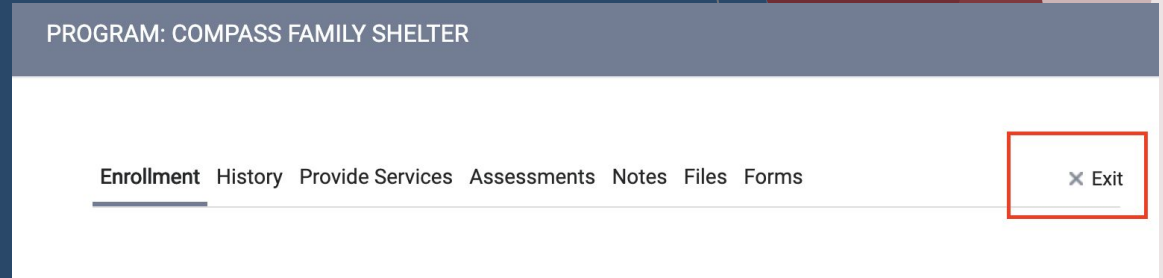 PROGRAM: COMPASS FAMILY SHELTER
Enrollment History Provide Services Assessments Notes Files Forms × Exit